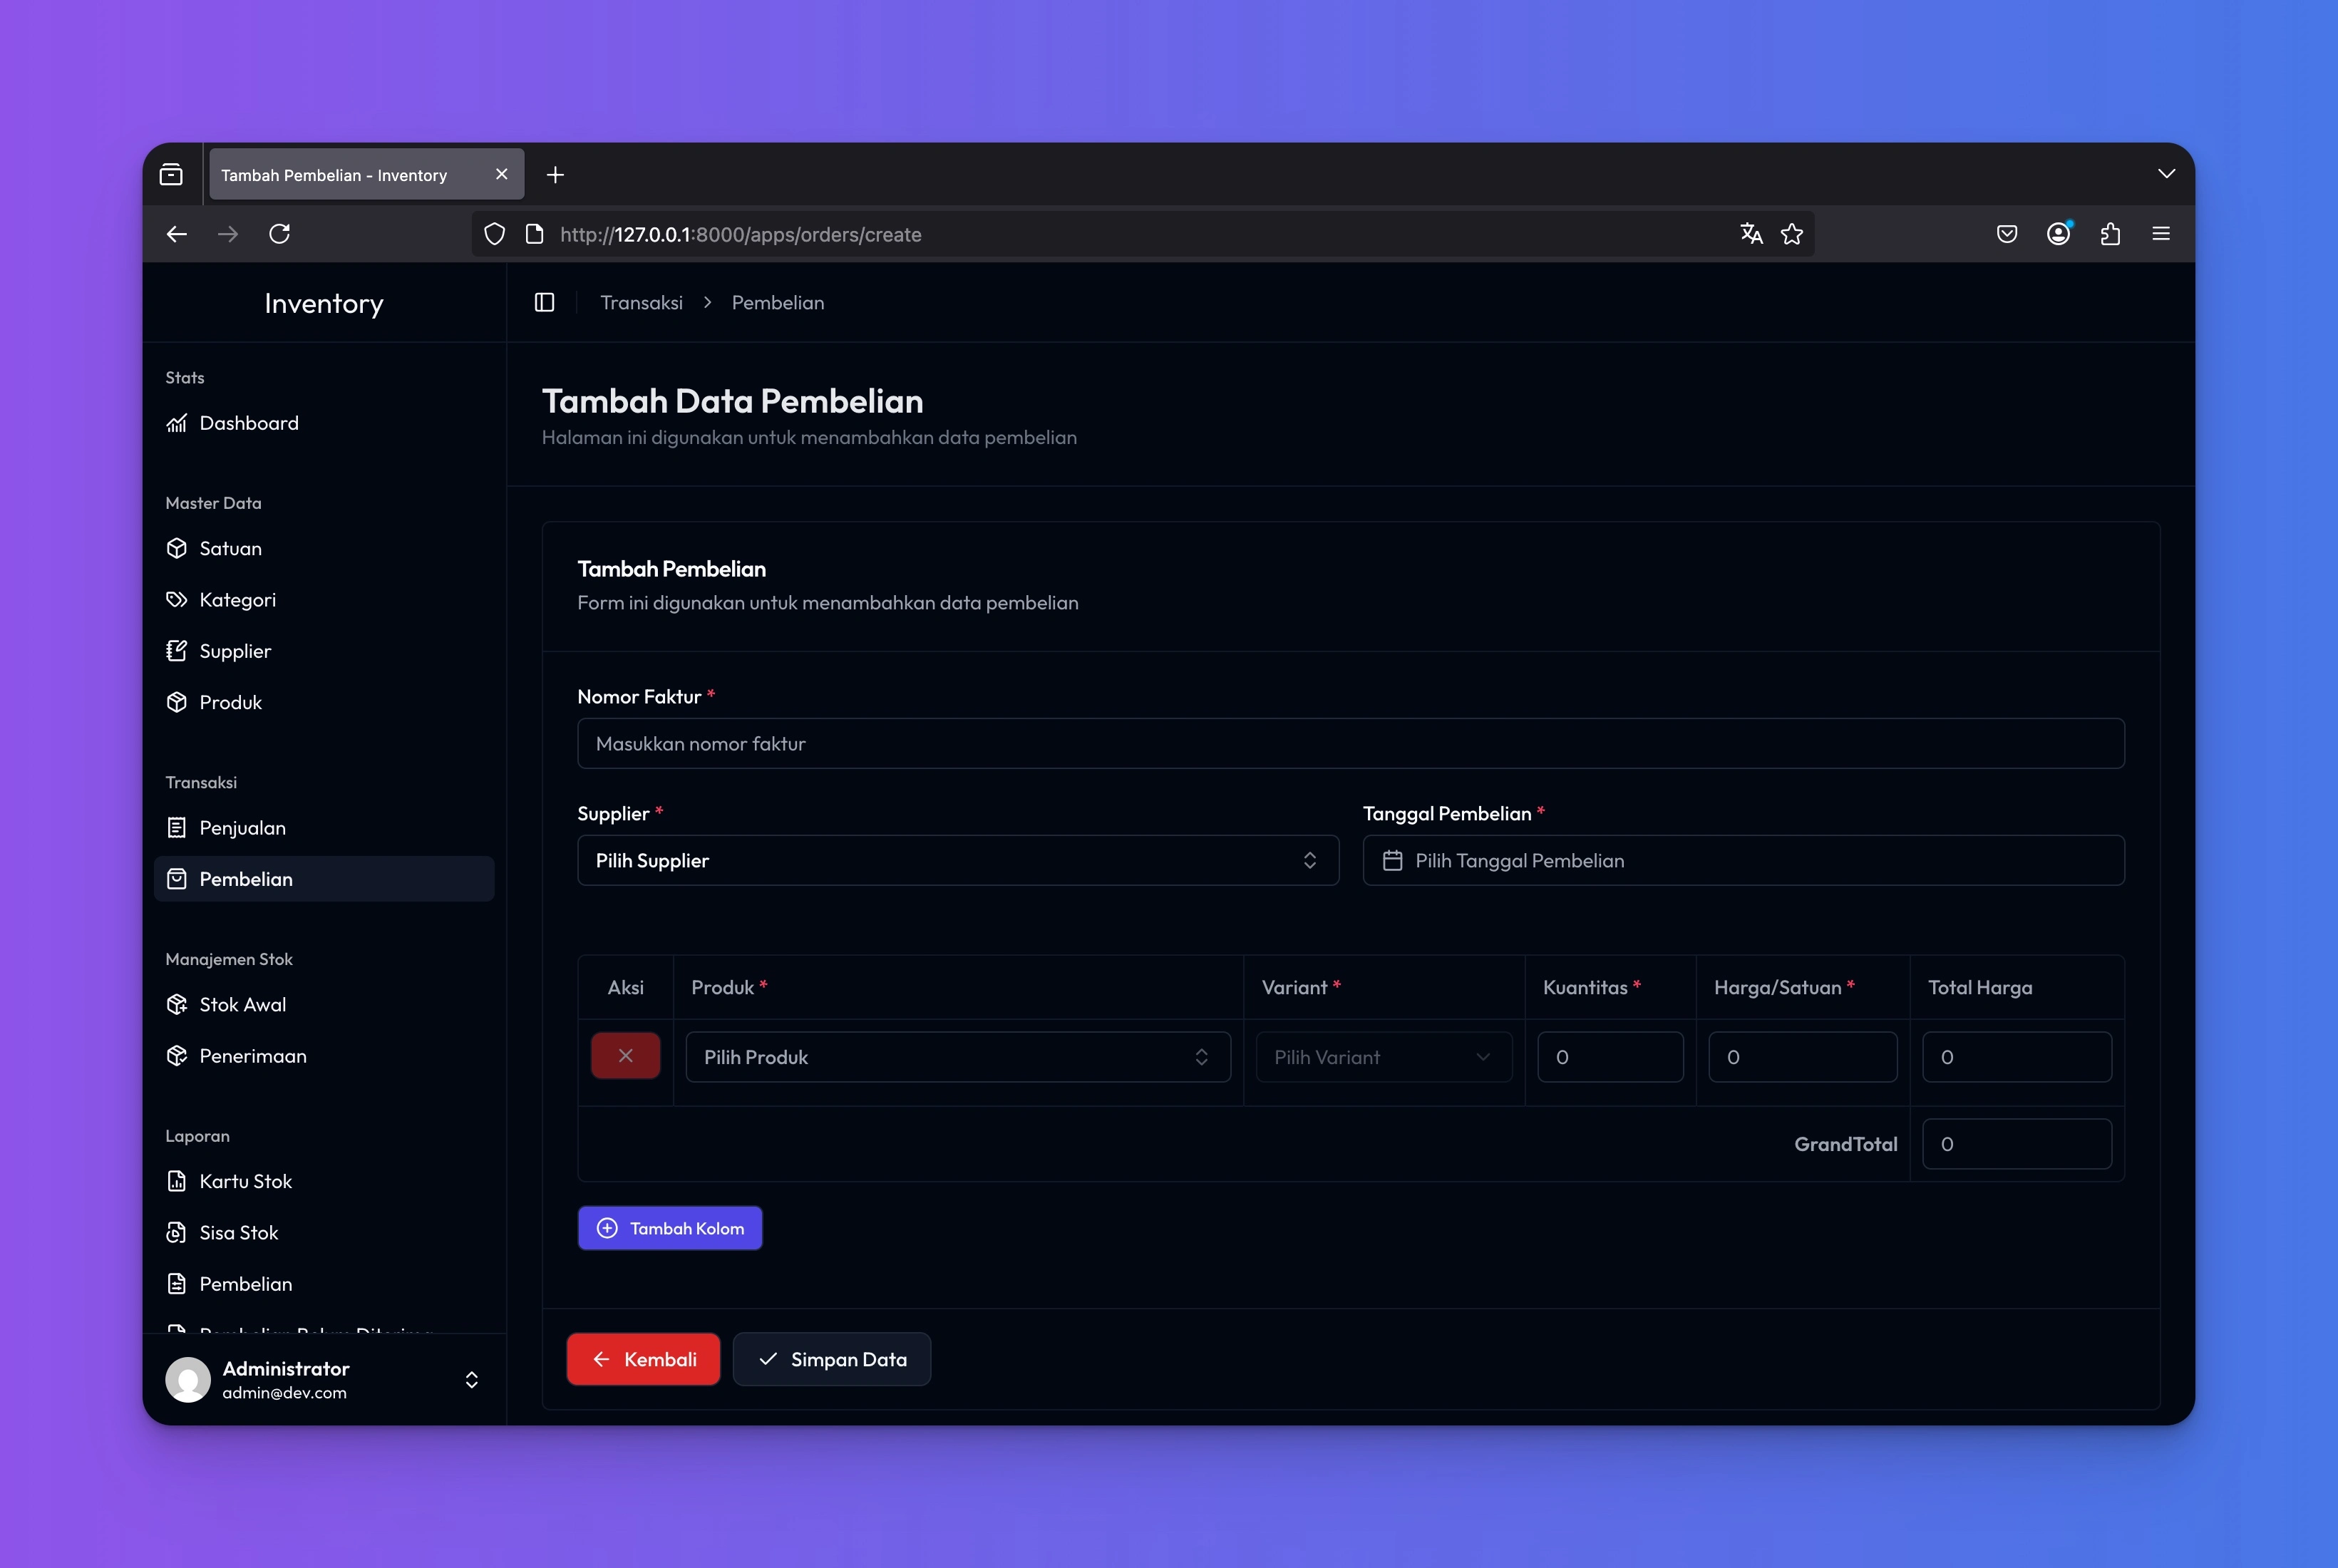 Tambah Pembelian - Inventory
http://127.0.0.1:8000/apps/orders/create
Inventory
Transaksi > Pembelian
Stats
Dashboard
Master Data
Satuan
Kategori
Supplier
Produk
Transaksi
Penjualan
Pembelian
Manajemen Stok
Stok Awal
Penerimaan
Laporan
Kartu Stok
Sisa Stok
Pembelian
Administrator
admin@dev.com
Tambah Data Pembelian
Halaman ini digunakan untuk menambahkan data pembelian
Tambah Pembelian
Form ini digunakan untuk menambahkan data pembelian
Nomor Faktur *
Masukkan nomor faktur
Supplier * Tanggal Pembelian *
Pilih Supplier Pilih Tanggal Pembelian
Aksi Produk * Variant * Kuantitas * Harga/Satuan * Total Harga
Pilih Produk Pilih Variant 0 0 0
GrandTotal 0
Tambah Kolom
Kembali Simpan Data